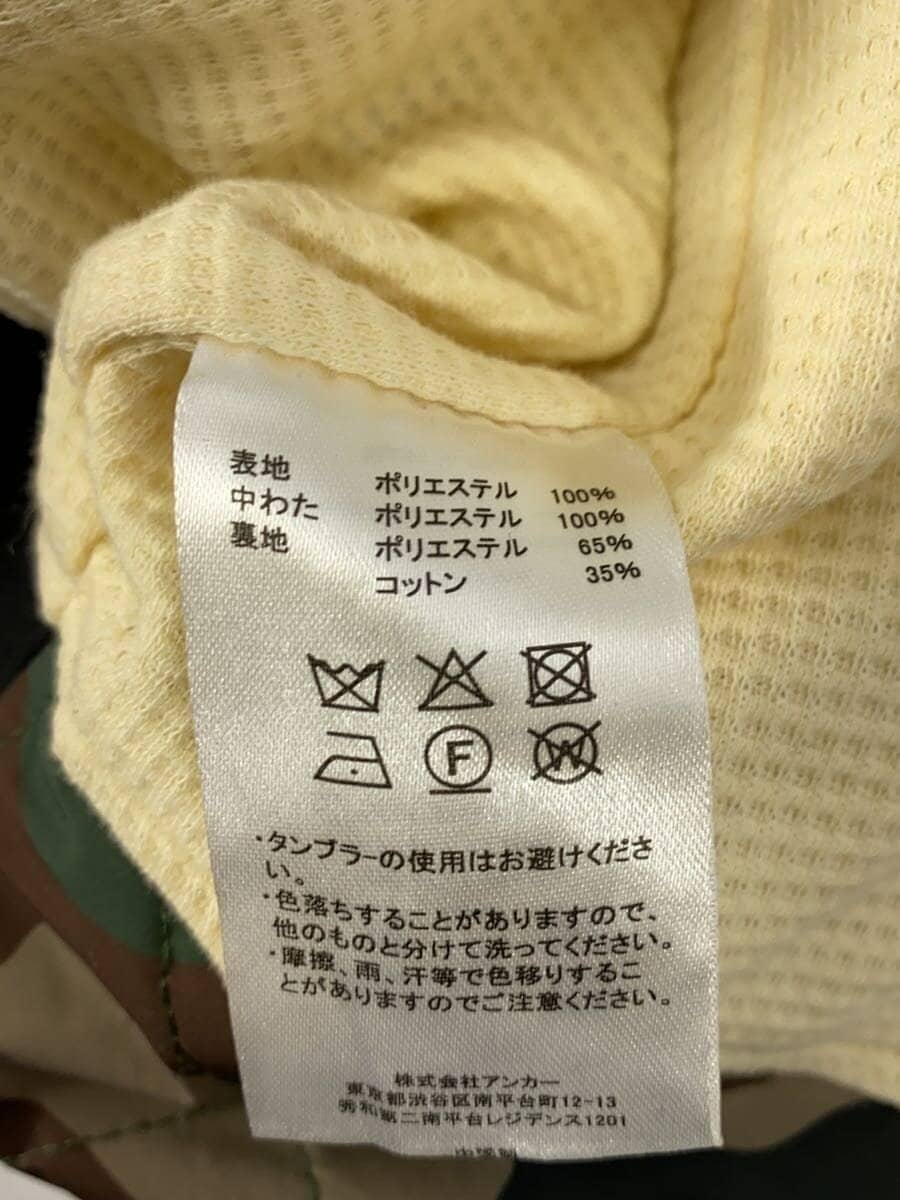 表地 ポリエステル 100%
中わた ポリエステル 100%
裏地 ポリエステル 65%
コットン 35%
F
W
・タンブラーの使用はお避けくださ
い。
・色落ちすることがありますので、
他のものと分けて洗ってください。
・摩擦、雨、汗等で色移りするこ
とがありますのでご注意ください。
株式会社アンカー
東京都渋谷区南平台町12-13
秀和第二南平台レジデンス1201